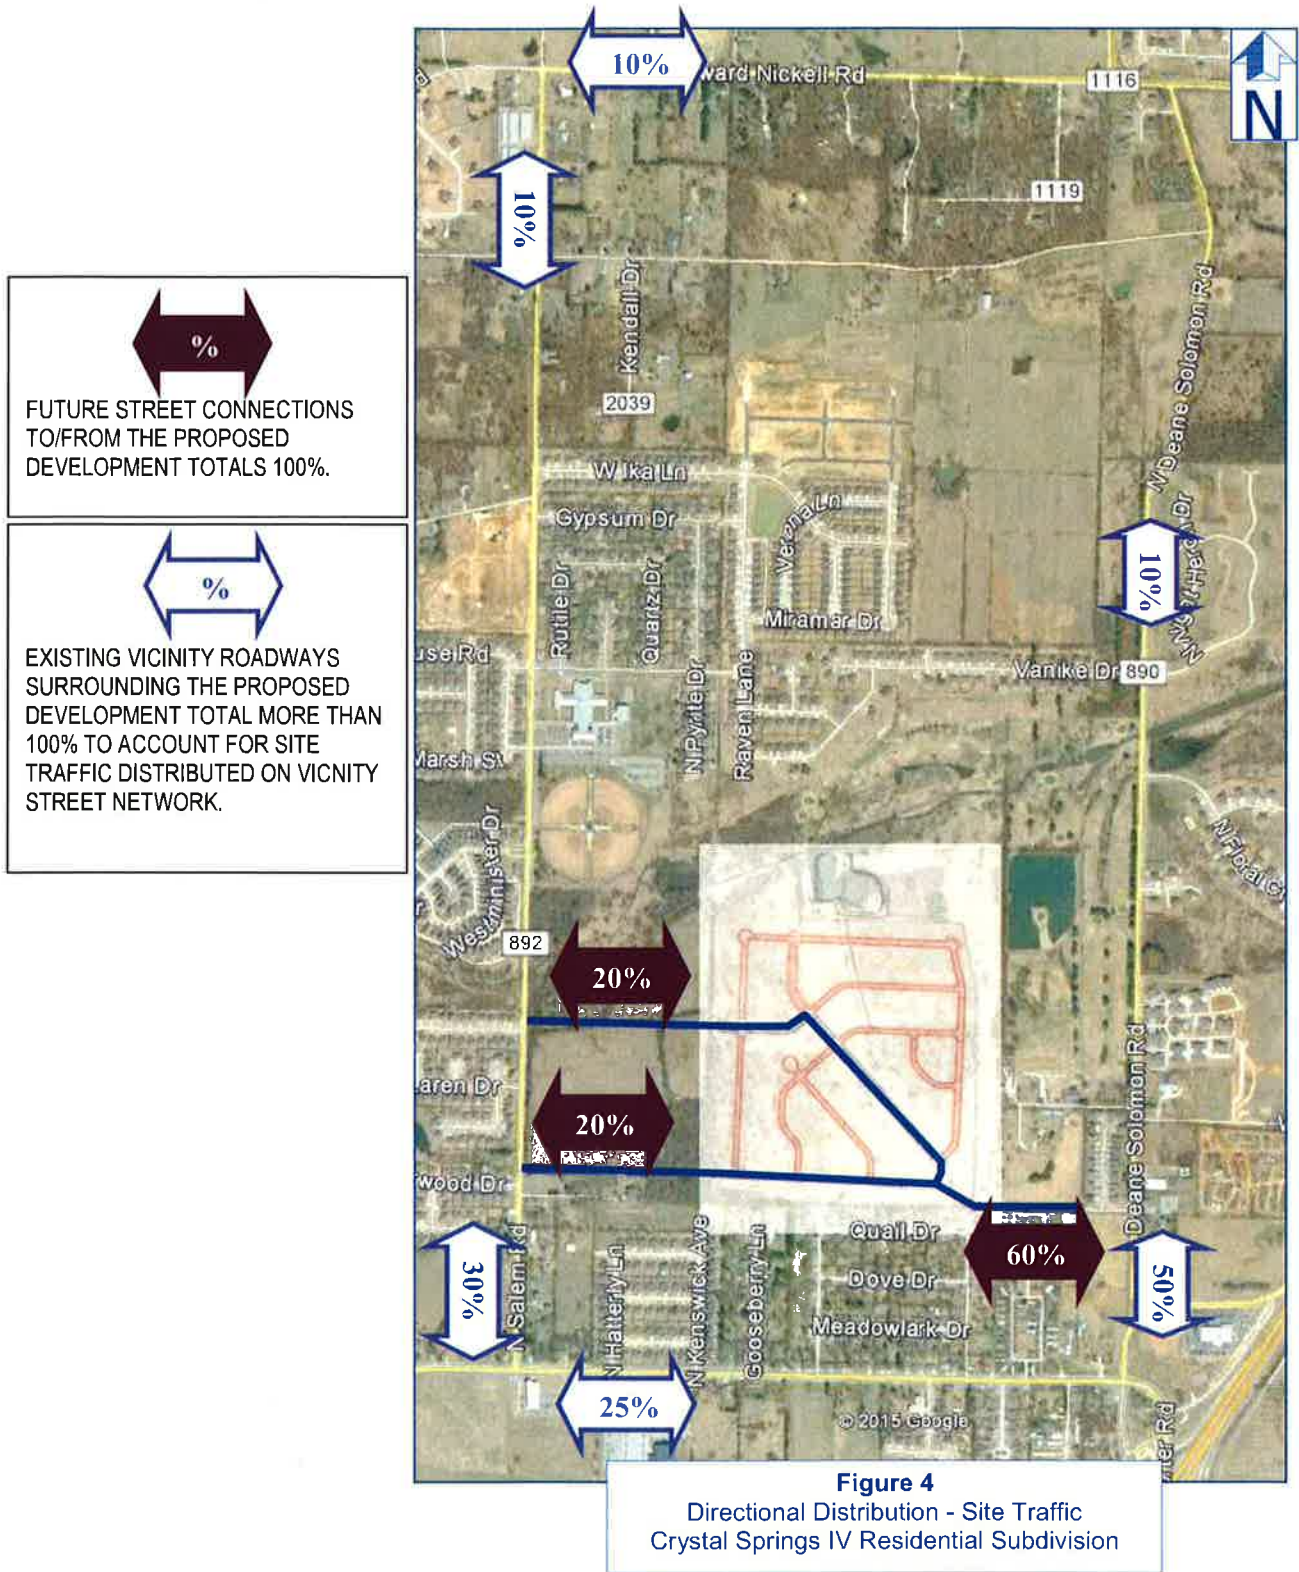 10%
ward Nickell Rd
1116
N
10%
1119
Kendall Dr
2039
N Deane Solomon Rd
%
FUTURE STREET CONNECTIONS
TO/FROM THE PROPOSED
DEVELOPMENT TOTALS 100%.
%
EXISTING VICINITY ROADWAYS
SURROUNDING THE PROPOSED
DEVELOPMENT TOTAL MORE THAN
100% TO ACCOUNT FOR SITE
TRAFFIC DISTRIBUTED ON VICNITY
STREET NETWORK.
W Ika Ln
Gypsum Dr
Verona Ln
Rutile Dr
Quartz Dr
Miramar Dr
10%
use Rd
Vanike Dr
890
N Pyrite Dr
Raven Lane
Marsh St
Westminister Dr
N Floral
892
20%
aren Dr
20%
wood Dr
Deane Solomon Rd
N Salem Rd
30%
N Hatterly Ln
N Kenswick Ave
Gooseberry Ln
Quail Dr
Dove Dr
Meadowlark Dr
60%
50%
25%
© 2015 Google
ter Rd
Figure 4
Directional Distribution - Site Traffic
Crystal Springs IV Residential Subdivision